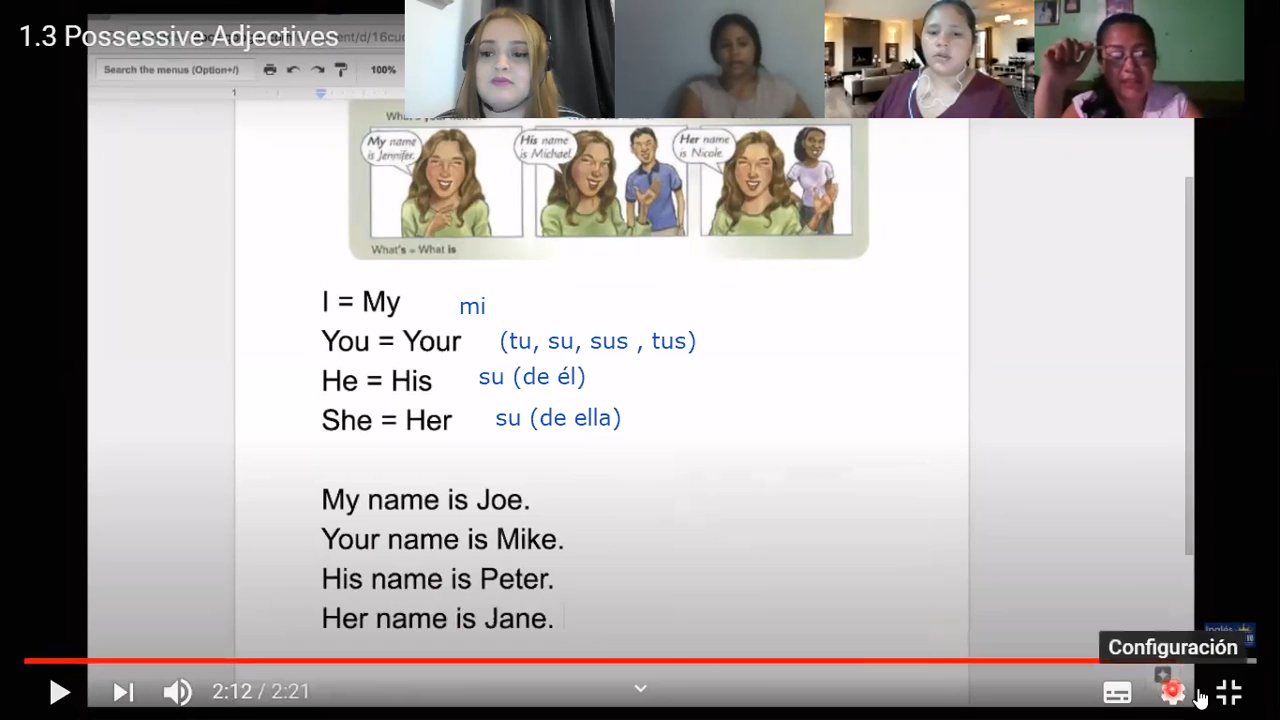 1.3 Possessive Adjectives
Search the menus (Option+/)
100%
1
My name
is Jennifer.
His name
is Michael.
Her name
is Nicole.
What's = What is
I = My mi
You = Your (tu, su, sus , tus)
He = His su (de él)
She = Her su (de ella)
My name is Joe.
Your name is Mike.
His name is Peter.
Her name is Jane.
Inglés
Configuración
2:12 / 2:21